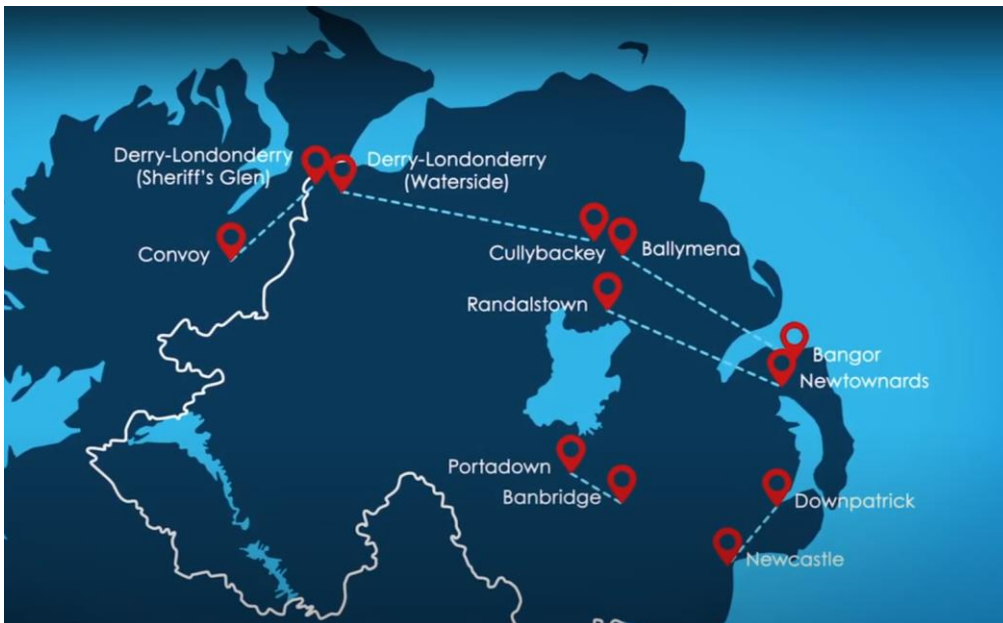 Derry-Londonderry
(Sheriff's Glen)
Derry-Londonderry
(Waterside)
Convoy
Cullybackey
Ballymena
Randalstown
Bangor
Newtownards
Portadown
Banbridge
Downpatrick
Newcastle